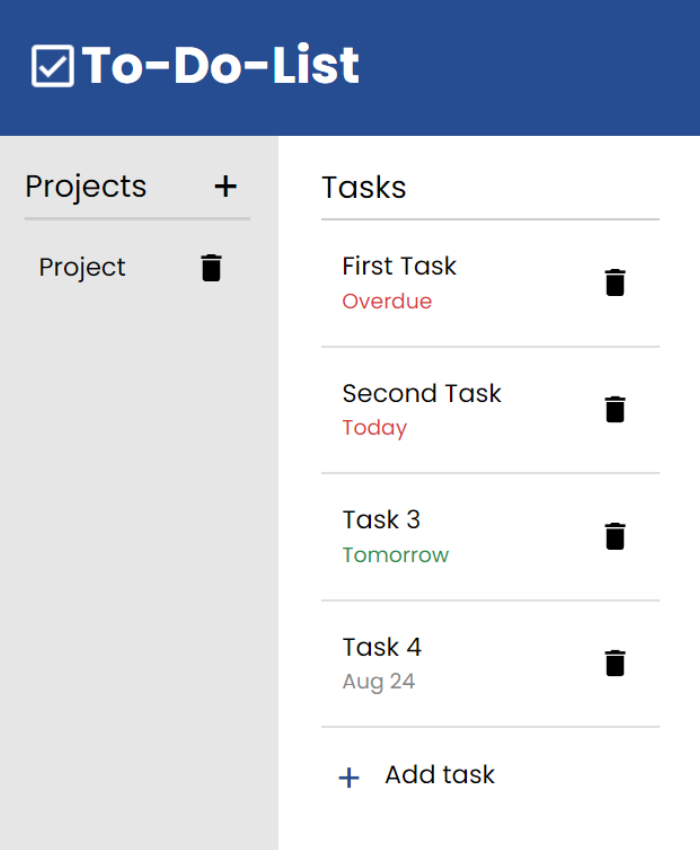 To-Do-List
Projects +
Project
Tasks
First Task
Overdue
Second Task
Today
Task 3
Tomorrow
Task 4
Aug 24
+ Add task